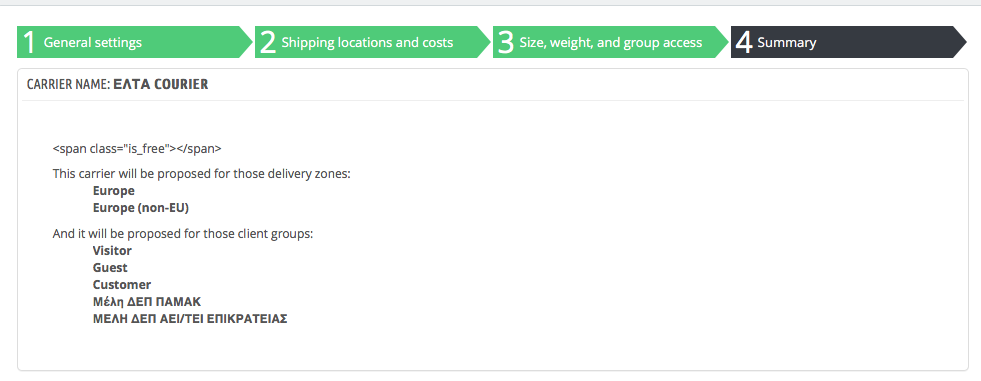 1 General settings
2 Shipping locations and costs
3 Size, weight, and group access
4 Summary
CARRIER NAME: ΕΛΤΑ COURIER
<span class="is_free"></span>
This carrier will be proposed for those delivery zones:
Europe
Europe (non-EU)
And it will be proposed for those client groups:
Visitor
Guest
Customer
Μέλη ΔΕΠ ΠΑΜΑΚ
ΜΕΛΗ ΔΕΠ ΑΕΙ/ΤΕΙ ΕΠΙΚΡΑΤΕΙΑΣ